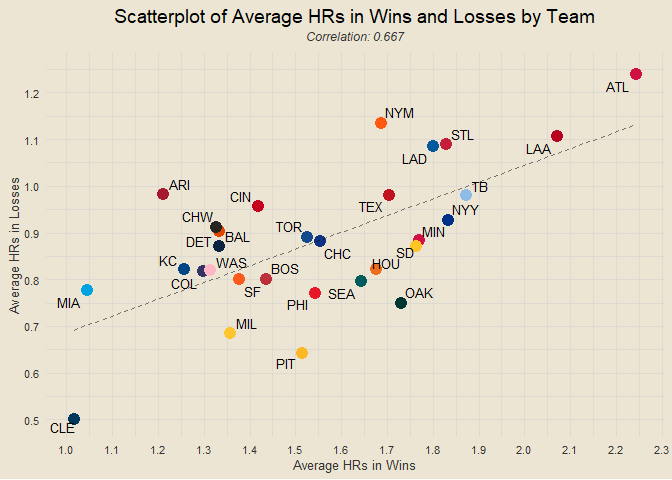 Scatterplot of Average HRs in Wins and Losses by Team
Correlation: 0.667
Average HRs in Losses
1.2
1.1
1.0
0.9
0.8
0.7
0.6
0.5
ATL
NYM
STL
LAD
LAA
ARI
CIN
TEX
TB
CHW
NYY
DET
BAL
TOR
CHC
MIN
SD
KC
COL
WAS
BOS
HOU
SF
SEA
PHI
OAK
MIA
MIL
PIT
CLE
1.0 1.1 1.2 1.3 1.4 1.5 1.6 1.7 1.8 1.9 2.0 2.1 2.2 2.3
Average HRs in Wins